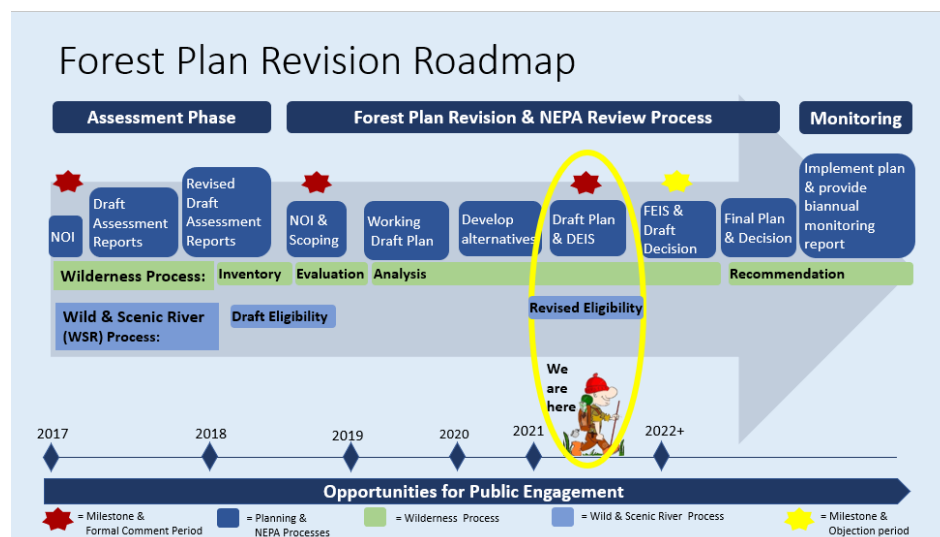 Forest Plan Revision Roadmap
Assessment Phase
Forest Plan Revision & NEPA Review Process
Monitoring
NOI
Draft
Assessment
Reports
Revised
Draft
Assessment
Reports
NOI &
Scoping
Working
Draft Plan
Develop
alternatives
Draft Plan
& DEIS
FEIS &
Draft
Decision
Final Plan
& Decision
Implement plan
& provide
biannual
monitoring
report
Wilderness Process:
Inventory
Evaluation
Analysis
Recommendation
Wild & Scenic River
(WSR) Process:
Draft Eligibility
Revised Eligibility
We
are
here
2017
2018
2019
2020
2021
2022+
Opportunities for Public Engagement
= Milestone &
Formal Comment Period
= Planning &
NEPA Processes
= Wilderness Process
= Wild & Scenic River Process
= Milestone &
Objection period